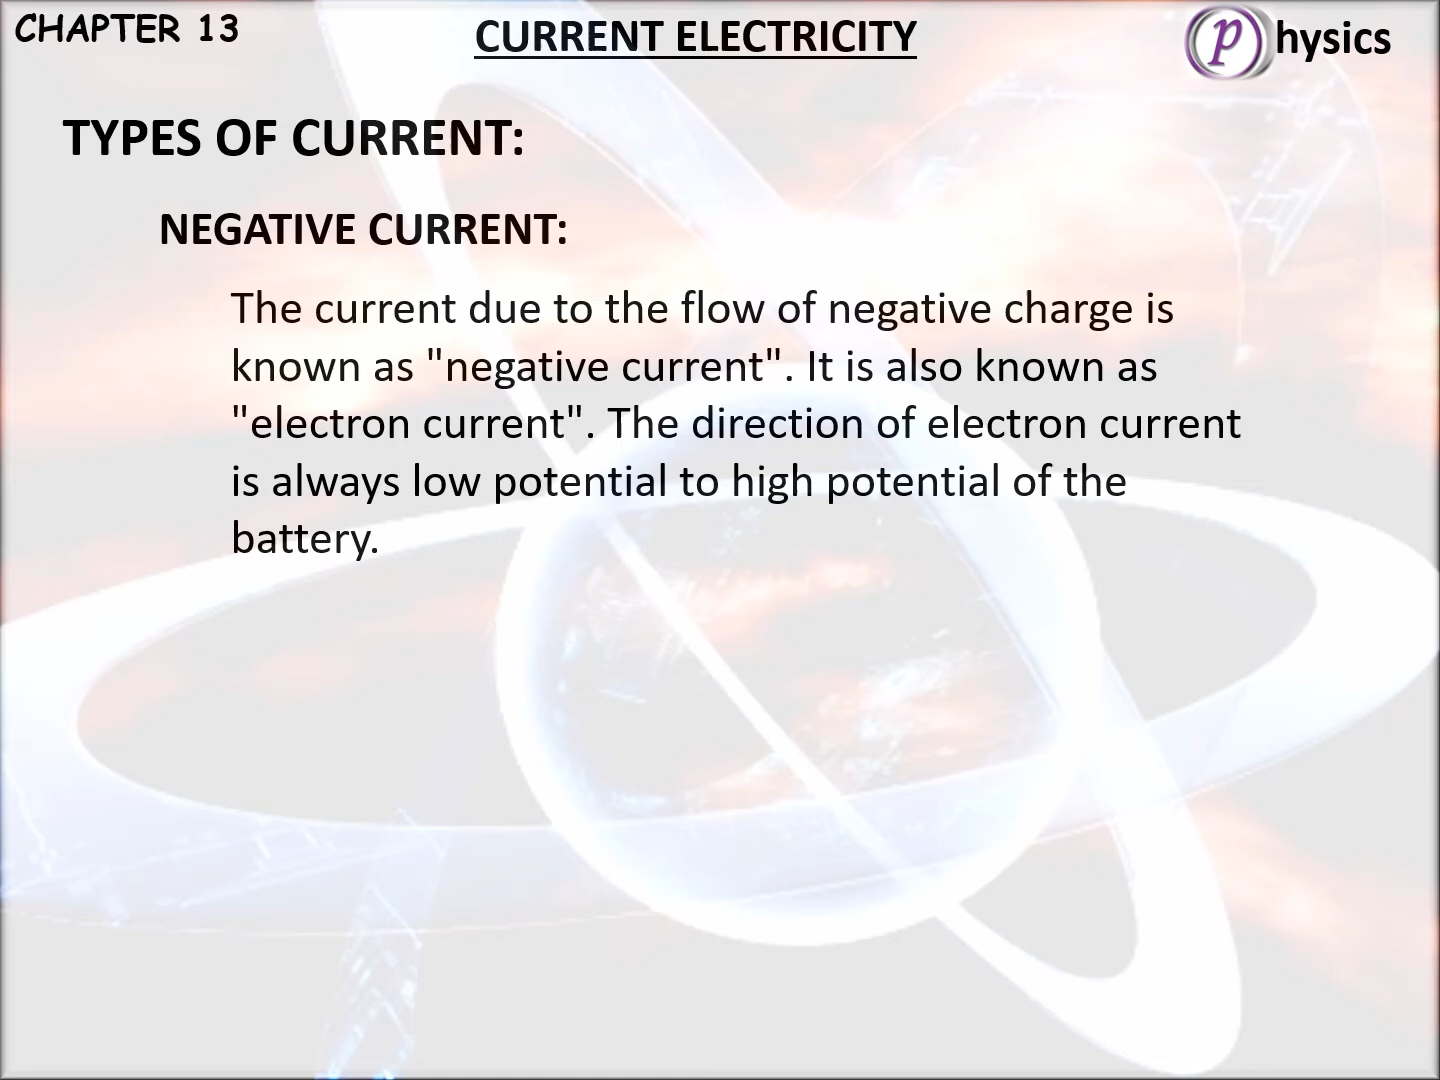 CHAPTER 13
CURRENT ELECTRICITY
Physics
TYPES OF CURRENT:
NEGATIVE CURRENT:
The current due to the flow of negative charge is
known as "negative current". It is also known as
"electron current". The direction of electron current
is always low potential to high potential of the
battery.